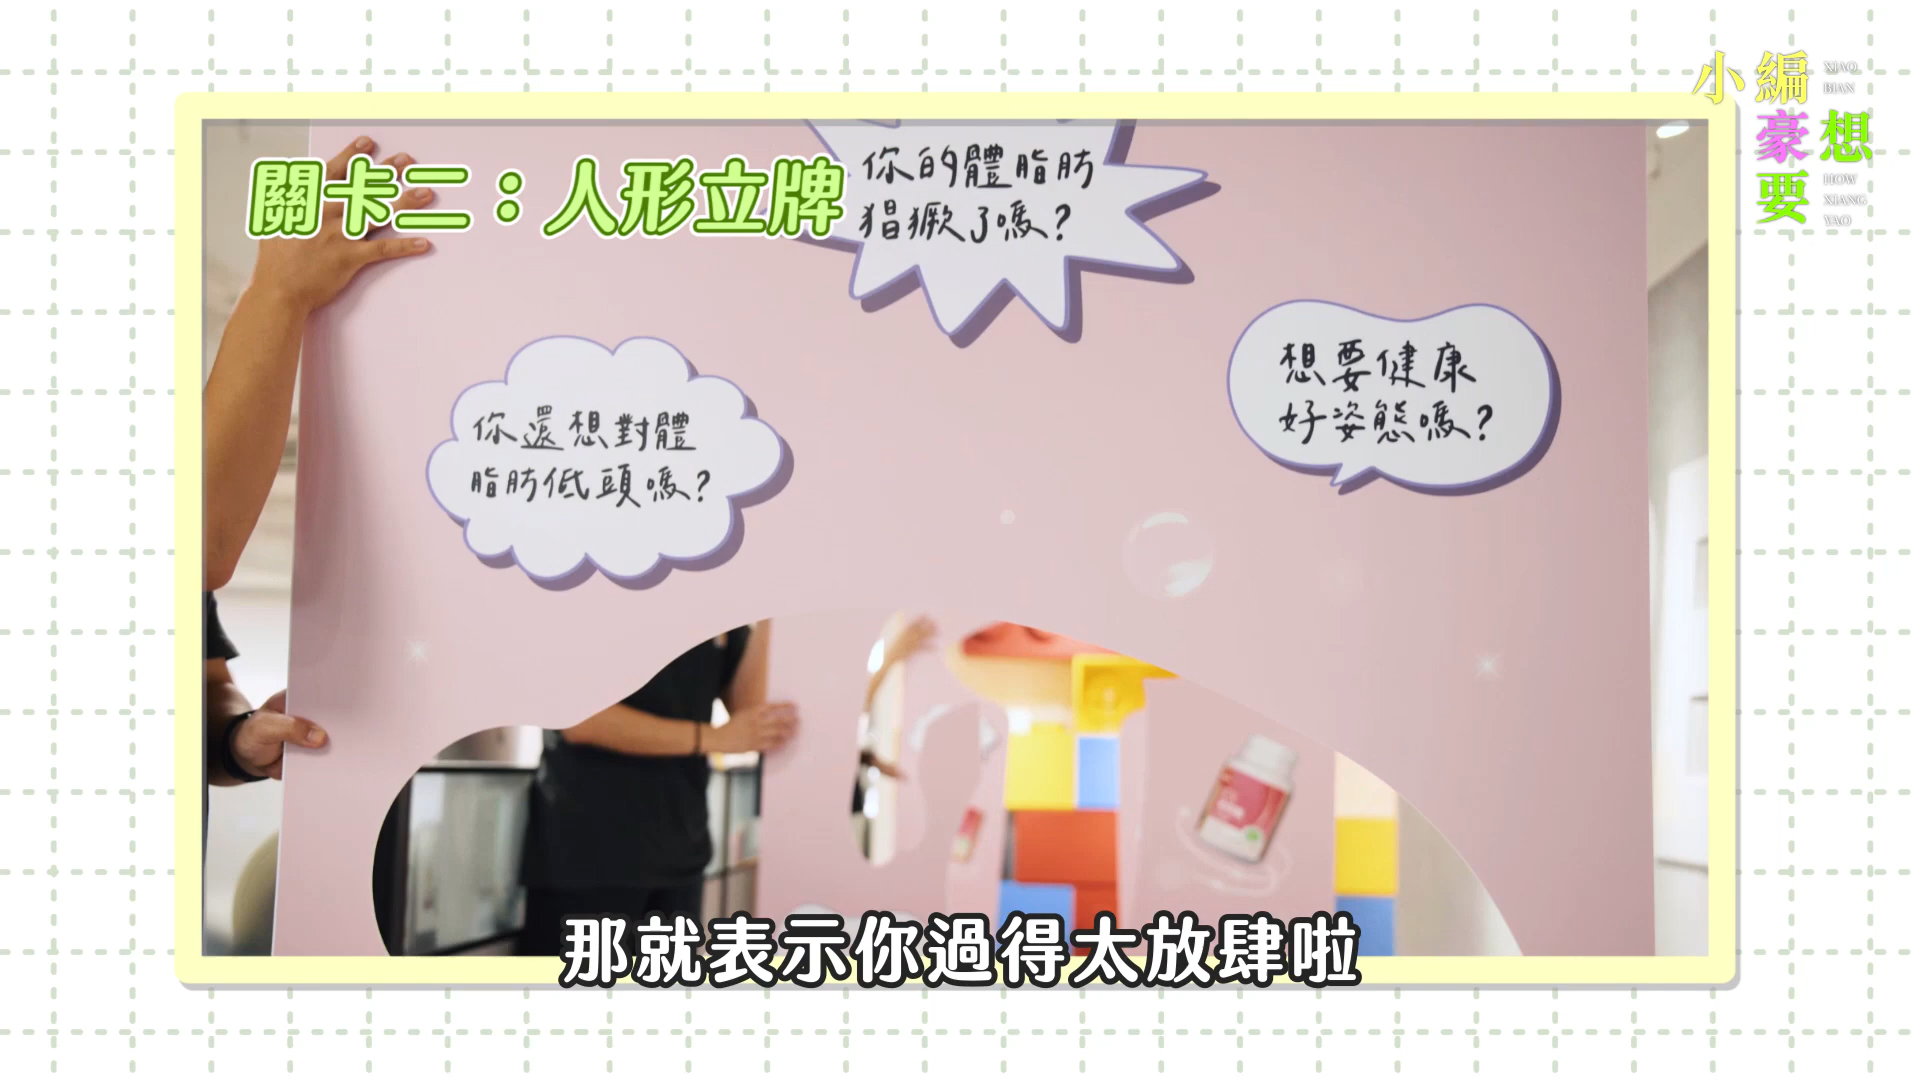 小編
XIAO
BIAN
豪想
要
HOW
XIANG
YAO
關卡二：人形立牌
你的體脂肪
猖獗了嗎?
想要健康
好姿態嗎?
你還想對體
脂肪低頭嗎?
那就表示你過得太放肆啦